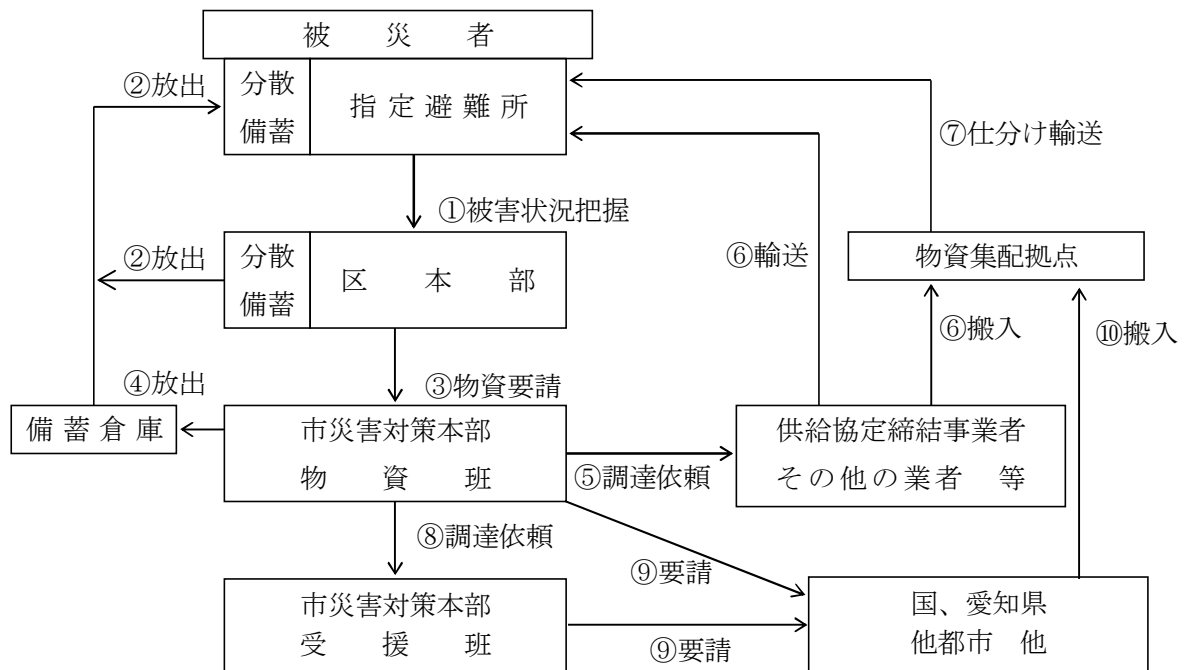 被　災　者
②放出
分散
備蓄
指定避難所
⑦仕分け輸送
①被害状況把握
②放出
分散
備蓄
区　本　部
⑥輸送
物資集配拠点
⑥搬入
⑩搬入
③物資要請
④放出
備蓄倉庫
市災害対策本部
物　資　班
⑤調達依頼
供給協定締結事業者
その他の業者　等
⑧調達依頼
⑨要請
市災害対策本部
受　援　班
⑨要請
国、愛知県
他都市　他